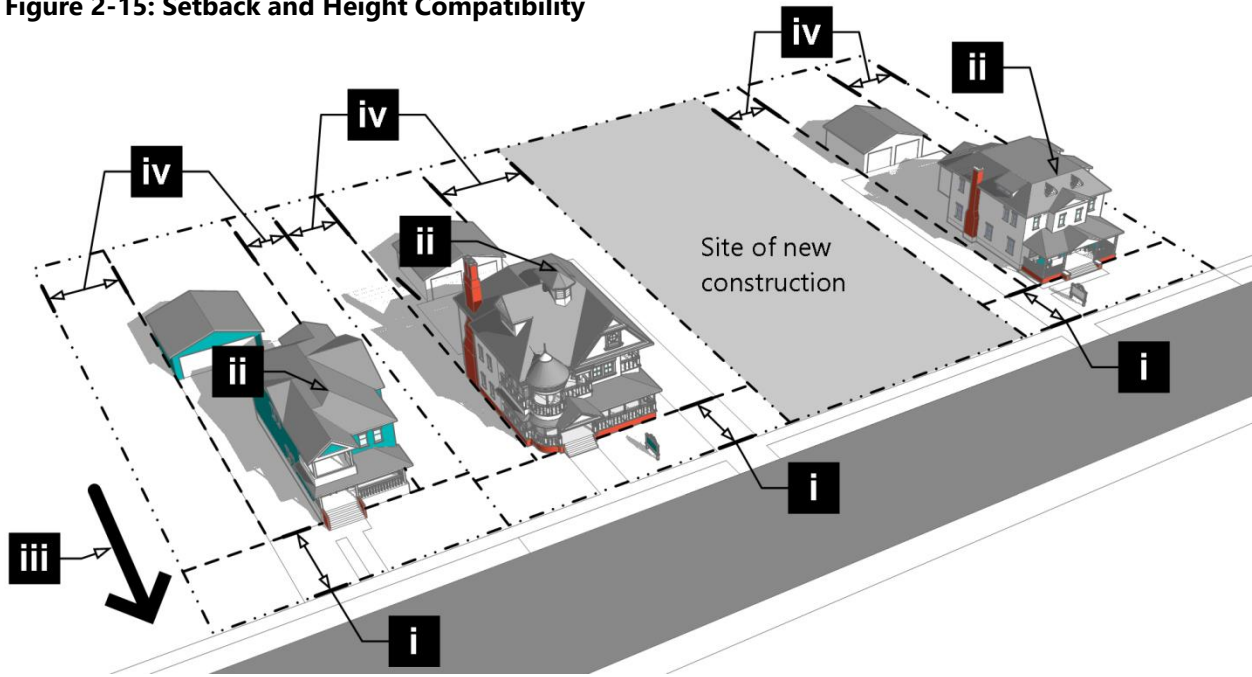 Figure 2-15: Setback and Height Compatibility
iv
ii
iv
iv
ii
Site of new
construction
ii
i
i
iii
i